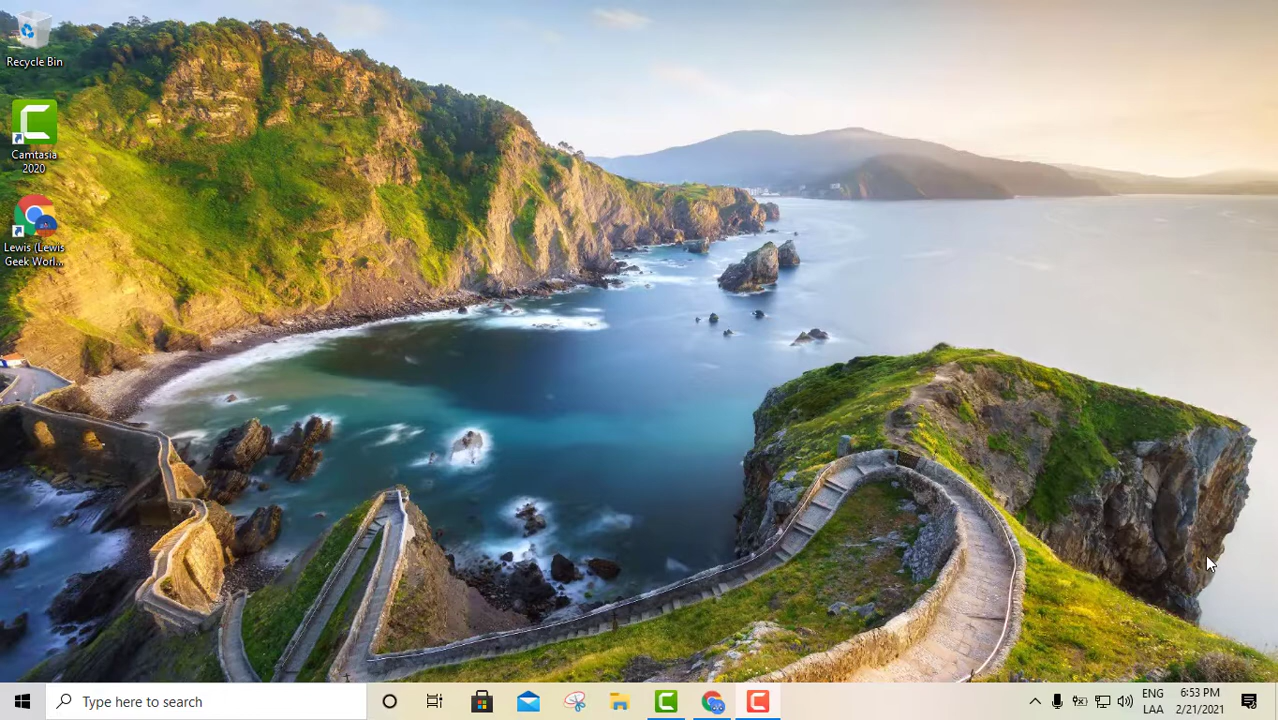 Recycle Bin
Camtasia
2020
Lewis (Lewis
Geek Worl...
Type here to search
ENG
LAA
6:53 PM
2/21/2021